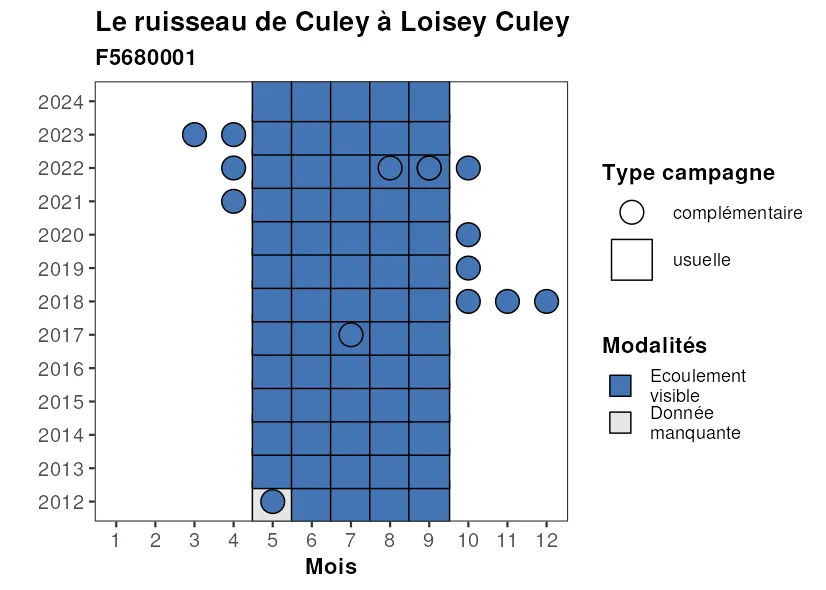 Le ruisseau de Culey à Loisey Culey
F5680001
2024
2023
2022
2021
2020
2019
2018
2017
2016
2015
2014
2013
2012
1 2 3 4 5 6 7 8 9 10 11 12
Mois
Type campagne
complémentaire
usuelle
Modalités
Ecoulement
visible
Donnée
manquante